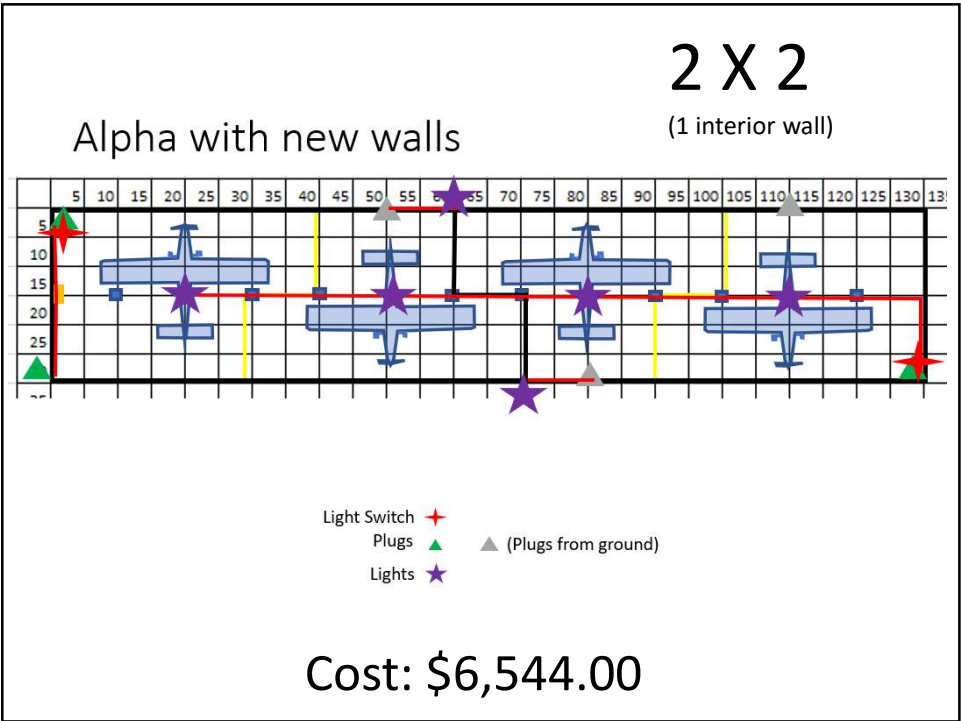 2 X 2
(1 interior wall)
Alpha with new walls
5 10 15 20 25 30 35 40 45 50 55 65 70 75 80 85 90 95 100 105 110 115 120 125 130 135
5
10
15
20
25
Light Switch
Plugs (Plugs from ground)
Lights
Cost: $6,544.00